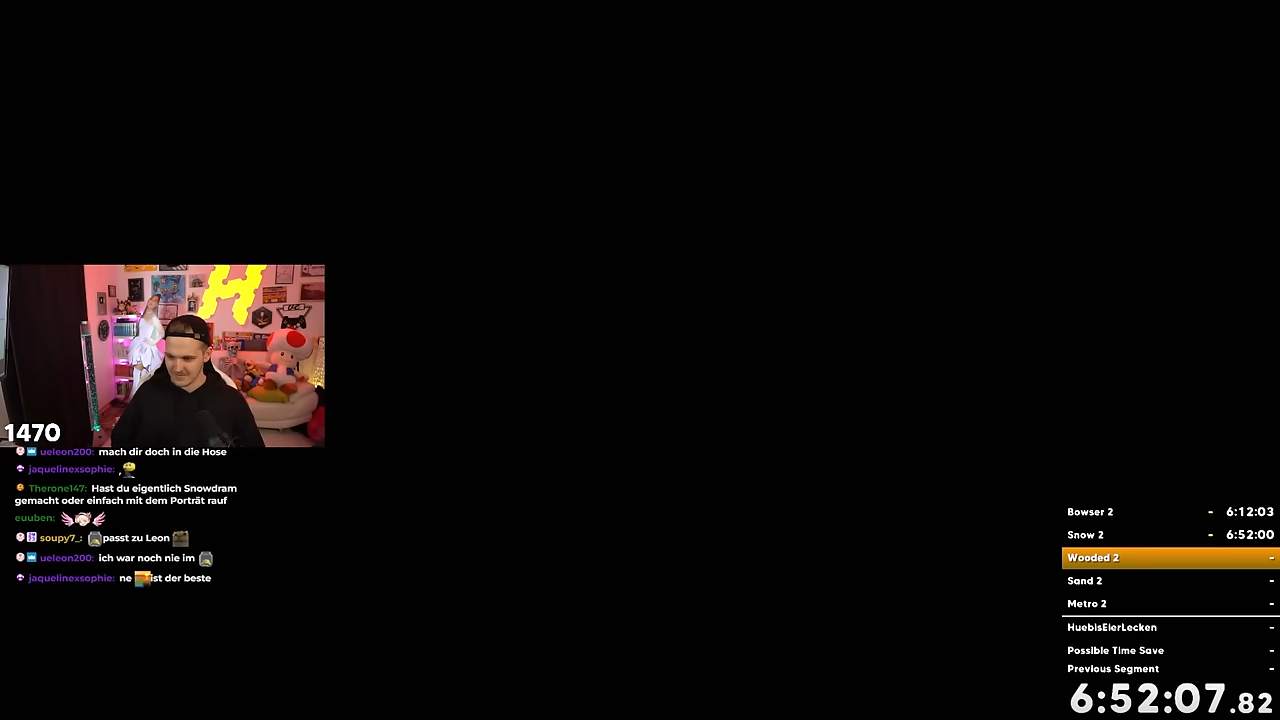 1470
ueleon200: mach dir doch in die Hose
jaquelinexsophie:
Therone147: Hast du eigentlich Snowdram
gemacht oder einfach mit dem Porträt rauf
euuben:
soupy7_: passt zu Leon
ueleon200: ich war noch nie im
jaquelinexsophie: ne ist der beste
Bowser 2 - 6:12:03
Snow 2 - 6:52:00
Wooded 2 -
Sand 2 -
Metro 2 -
HuebisEierLecken -
Possible Time Save -
Previous Segment -
6:52:07.82